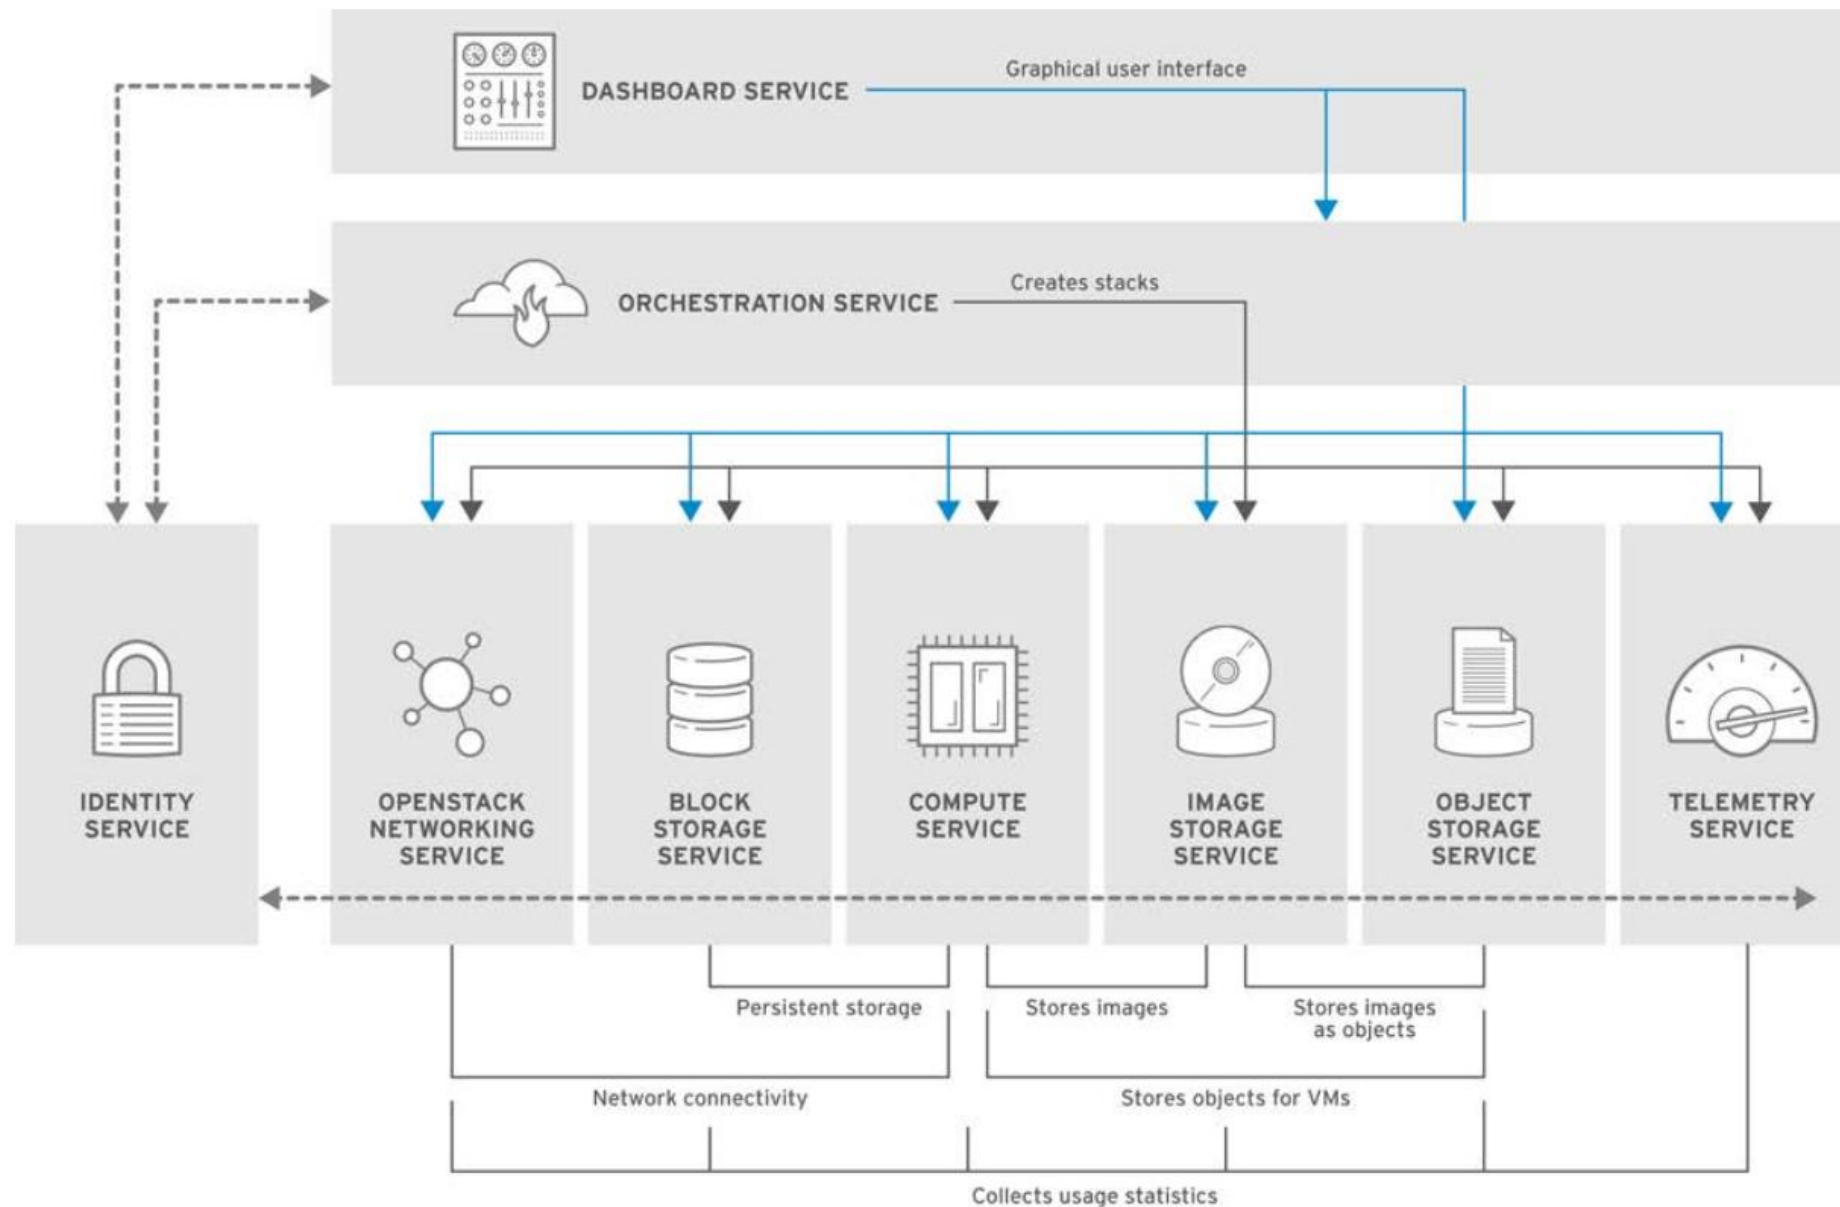 Graphical user interface
DASHBOARD SERVICE
Creates stacks
ORCHESTRATION SERVICE
IDENTITY
SERVICE
OPENSTACK
NETWORKING
SERVICE
BLOCK
STORAGE
SERVICE
COMPUTE
SERVICE
IMAGE
STORAGE
SERVICE
OBJECT
STORAGE
SERVICE
TELEMETRY
SERVICE
Persistent storage
Stores images
Stores images
as objects
Network connectivity
Stores objects for VMs
Collects usage statistics